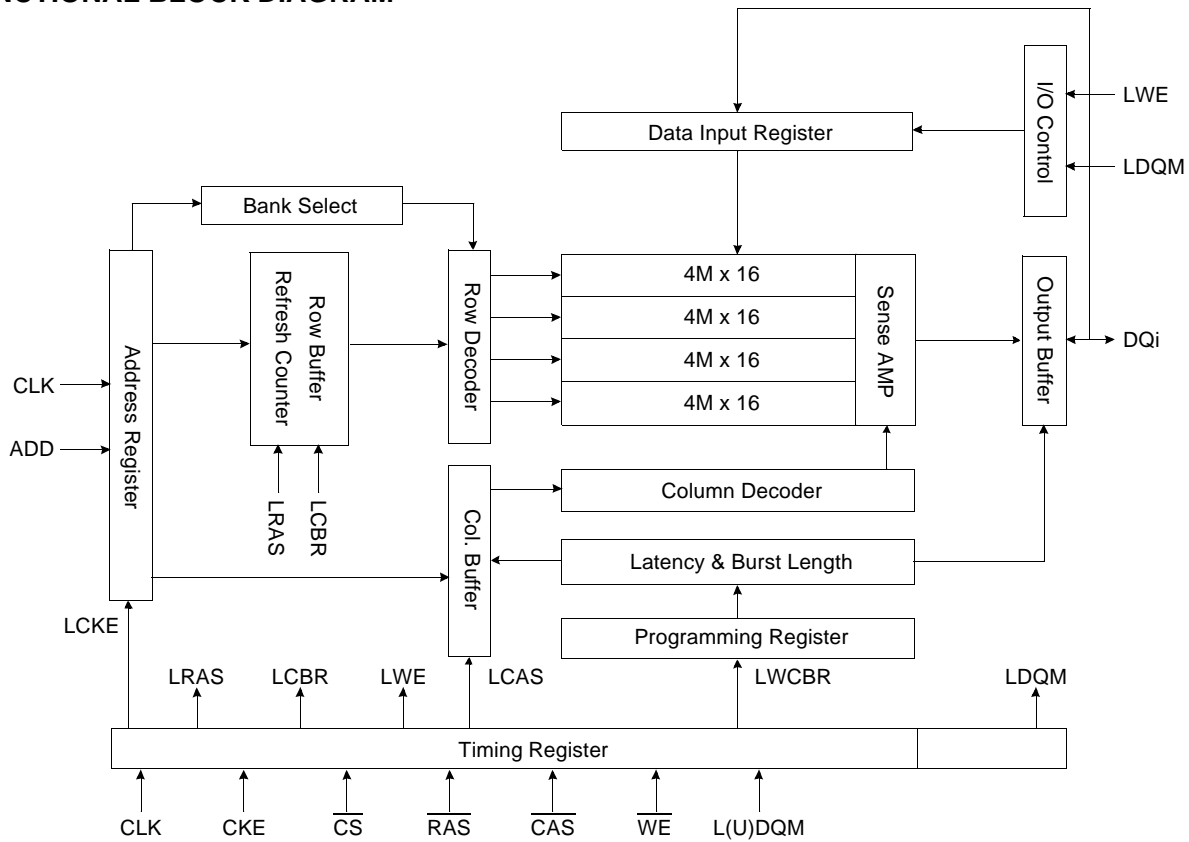 LWE
I/O Control
Data Input Register
LDQM
Bank Select
4M x 16
4M x 16
4M x 16
4M x 16
Sense AMP
Output Buffer
DQi
Row Decoder
Row Buffer
Refresh Counter
Address Register
CLK
ADD
LRAS
LCBR
Col. Buffer
Column Decoder
Latency & Burst Length
LCKE
Programming Register
LRAS
LCBR
LWE
LCAS
LWCBR
LDQM
Timing Register
CLK
CKE
CS
RAS
CAS
WE
L(U)DQM